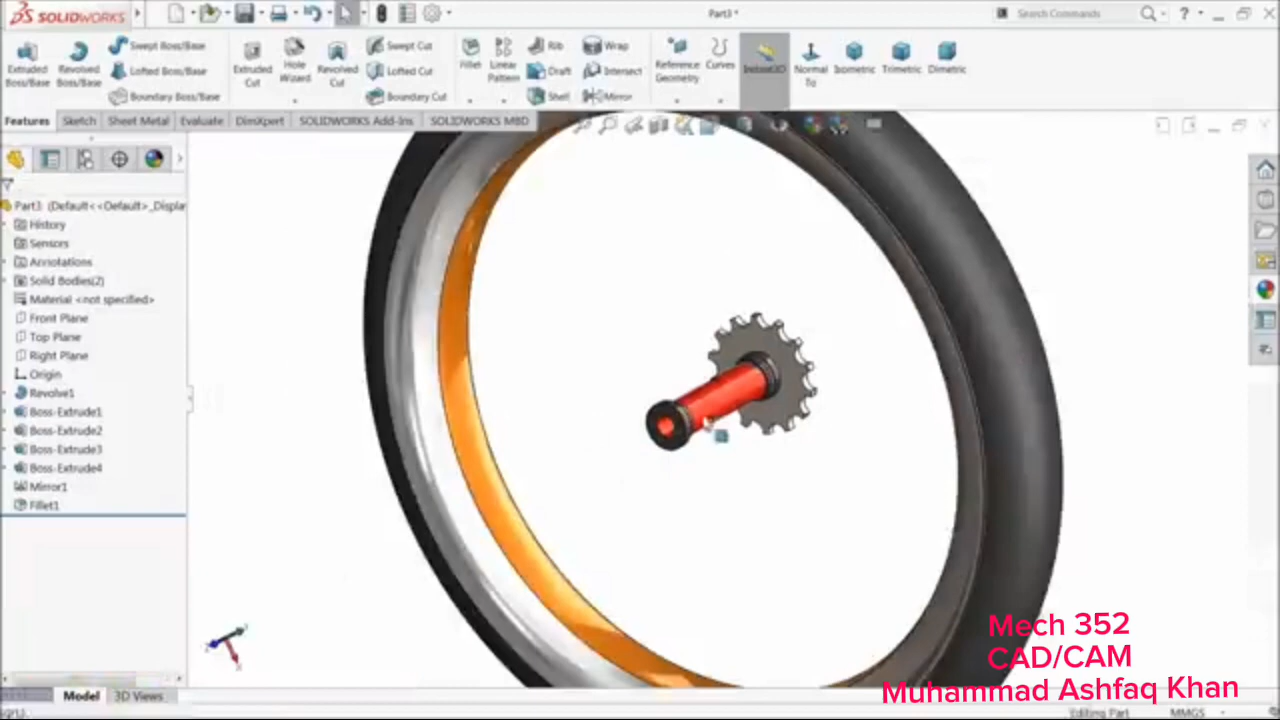 SOLIDWORKS
Part3 *
Search Commands
Extruded Boss/Base
Revolved Boss/Base
Swept Boss/Base
Lofted Boss/Base
Boundary Boss/Base
Extruded Cut
Hole Wizard
Revolved Cut
Swept Cut
Lofted Cut
Boundary Cut
Fillet
Linear Pattern
Rib
Draft
Shell
Wrap
Intersect
Mirror
Reference Geometry
Curves
Instant3D
Normal To
Isometric
Trimetric
Dimetric
Features
Sketch
Sheet Metal
Evaluate
DimXpert
SOLIDWORKS Add-Ins
SOLIDWORKS MBD
Part3 (Default<<Default>_Displa
History
Sensors
Annotations
Solid Bodies(2)
Material <not specified>
Front Plane
Top Plane
Right Plane
Origin
Revolve1
Boss-Extrude1
Boss-Extrude2
Boss-Extrude3
Boss-Extrude4
Mirror1
Fillet1
Mech 352
CAD/CAM
Muhammad Ashfaq Khan
Model
3D Views
Editing Part
MMGS